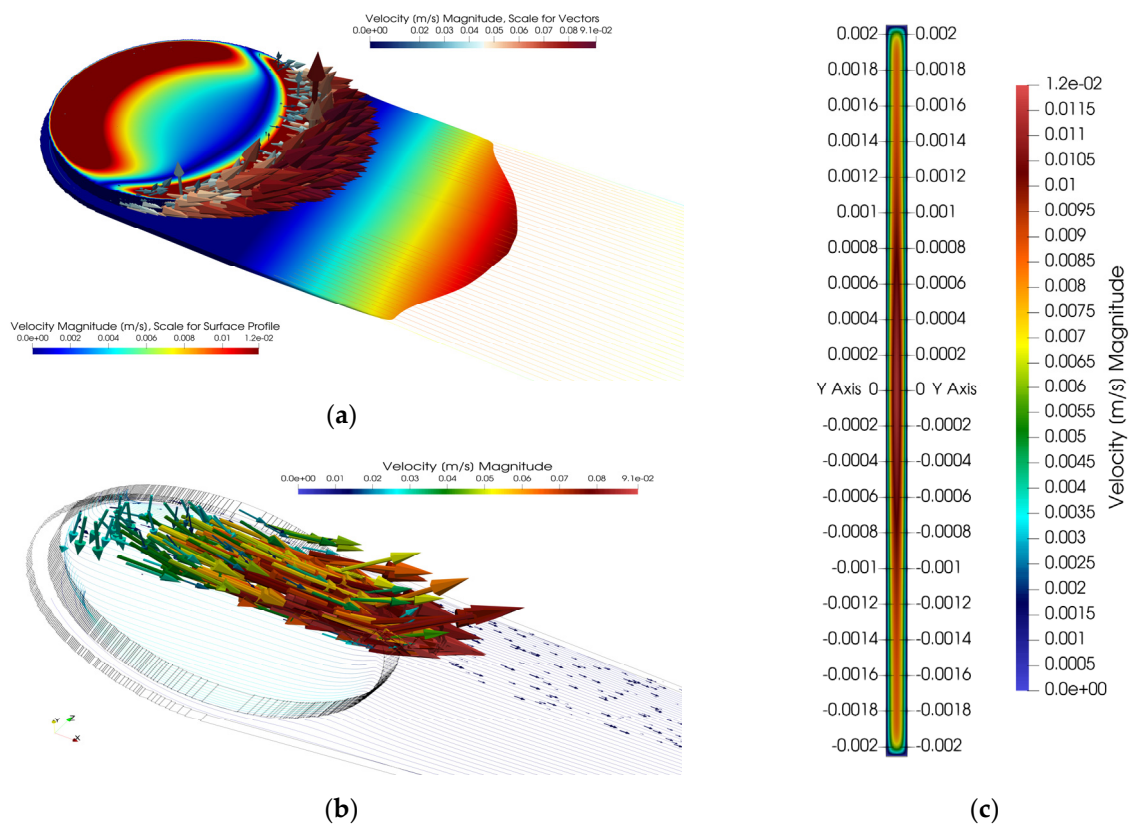 Velocity (m/s) Magnitude, Scale for Vectors
0.0e+00 0.02 0.03 0.04 0.05 0.06 0.07 0.08 9.1e-02
Velocity Magnitude (m/s), Scale for Surface Profile
0.0e+00 0.002 0.004 0.006 0.008 0.01 1.2e-02
(a)
Velocity (m/s) Magnitude
0.0e+00 0.01 0.02 0.03 0.04 0.05 0.06 0.07 0.08 9.1e-02
Y Z
X
(b)
0.002 0.002
0.0018 0.0018
0.0016 0.0016
0.0014 0.0014
0.0012 0.0012
0.001 0.001
0.0008 0.0008
0.0006 0.0006
0.0004 0.0004
0.0002 0.0002
Y Axis 0 0 Y Axis
-0.0002 -0.0002
-0.0004 -0.0004
-0.0006 -0.0006
-0.0008 -0.0008
-0.001 -0.001
-0.0012 -0.0012
-0.0014 -0.0014
-0.0016 -0.0016
-0.0018 -0.0018
-0.002 -0.002
1.2e-02
0.0115
0.011
0.0105
0.01
0.0095
0.009
0.0085
0.008
0.0075
0.007
0.0065
0.006
0.0055
0.005
0.0045
0.004
0.0035
0.003
0.0025
0.002
0.0015
0.001
0.0005
0.0e+00
Velocity (m/s) Magnitude
(c)